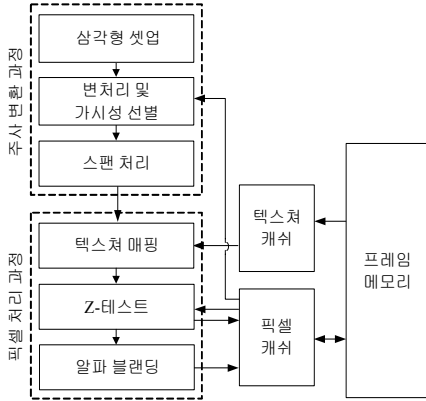 주사 변환 과정
삼각형 셋업
변처리 및
가시성 선별
스팬 처리
픽셀 처리 과정
텍스쳐 매핑
Z-테스트
알파 블랜딩
텍스쳐
캐쉬
픽셀
캐쉬
프레임
메모리